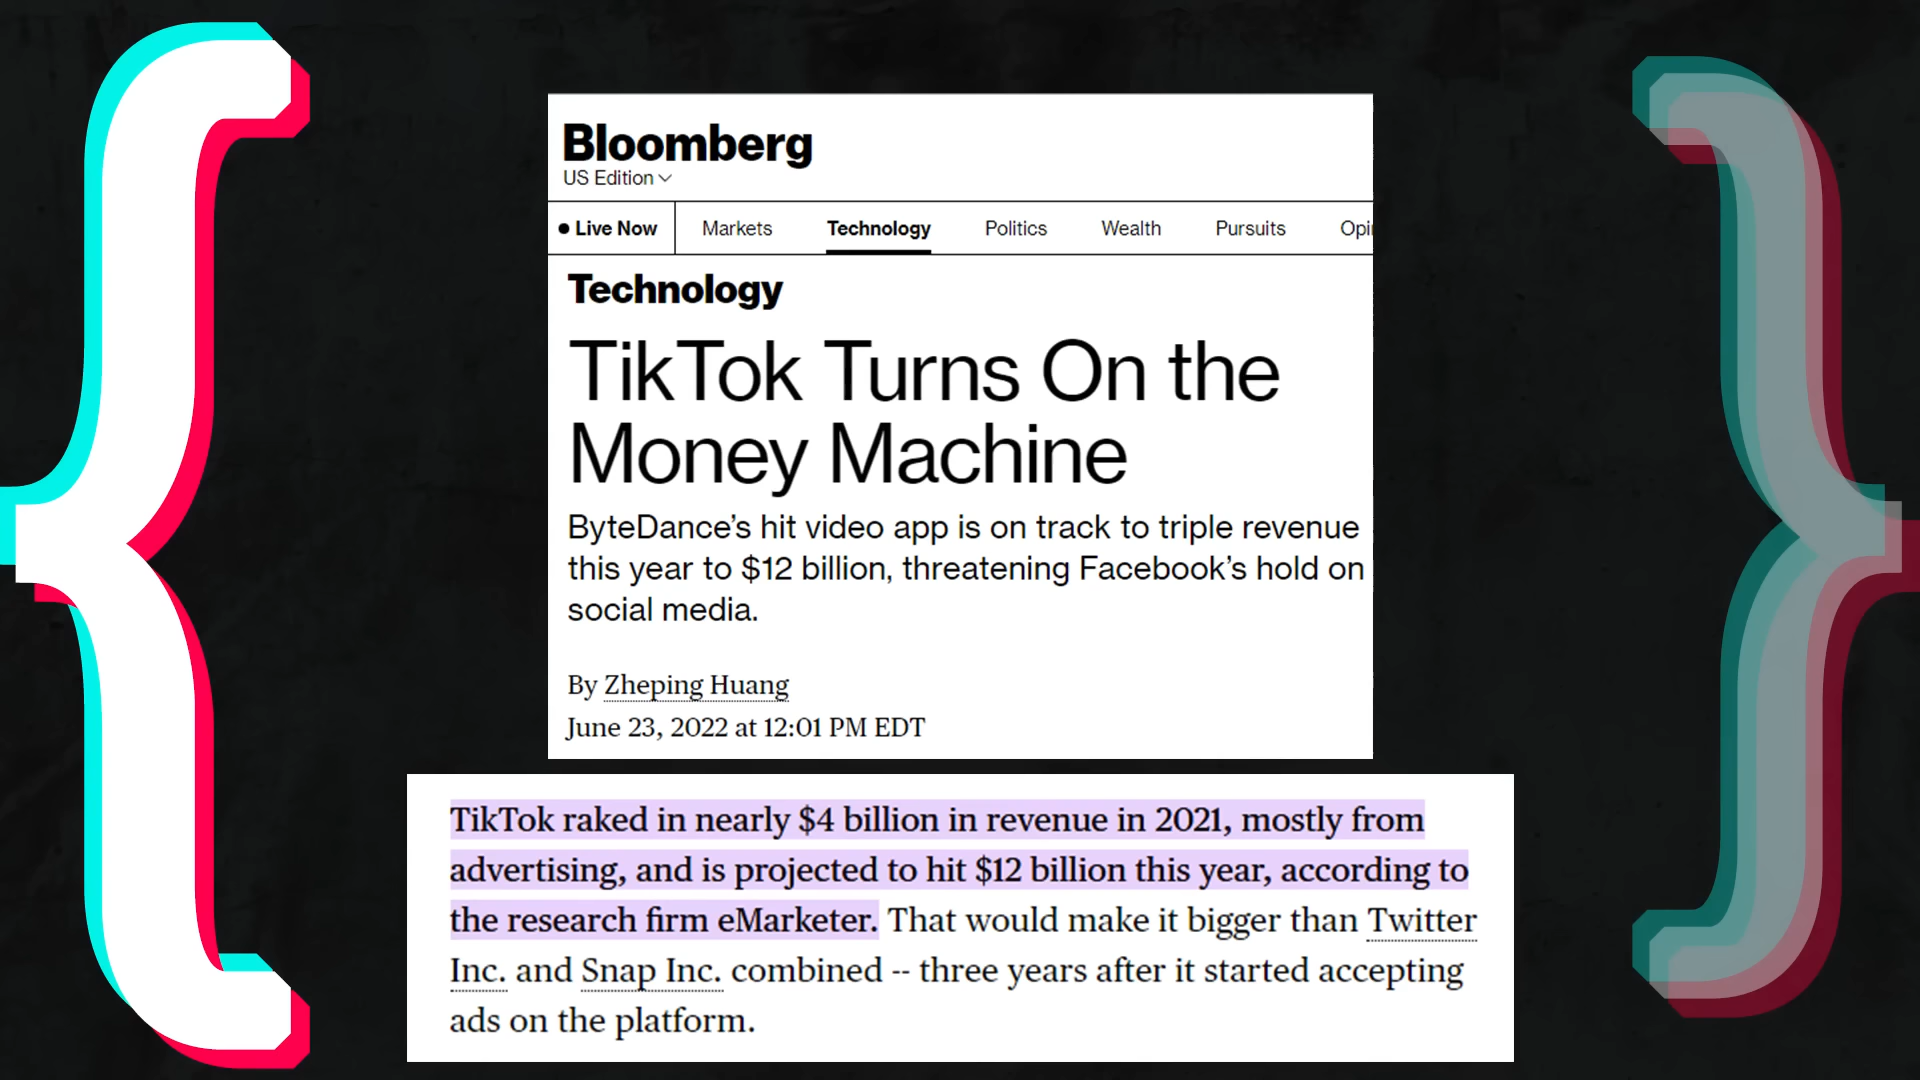 Bloomberg
US Edition
Live Now Markets Technology Politics Wealth Pursuits
Technology
TikTok Turns On the
Money Machine
ByteDance’s hit video app is on track to triple revenue
this year to $12 billion, threatening Facebook’s hold on
social media.
By Zheping Huang
June 23, 2022 at 12:01 PM EDT
TikTok raked in nearly $4 billion in revenue in 2021, mostly from
advertising, and is projected to hit $12 billion this year, according to
the research firm eMarketer. That would make it bigger than Twitter
Inc. and Snap Inc. combined -- three years after it started accepting
ads on the platform.